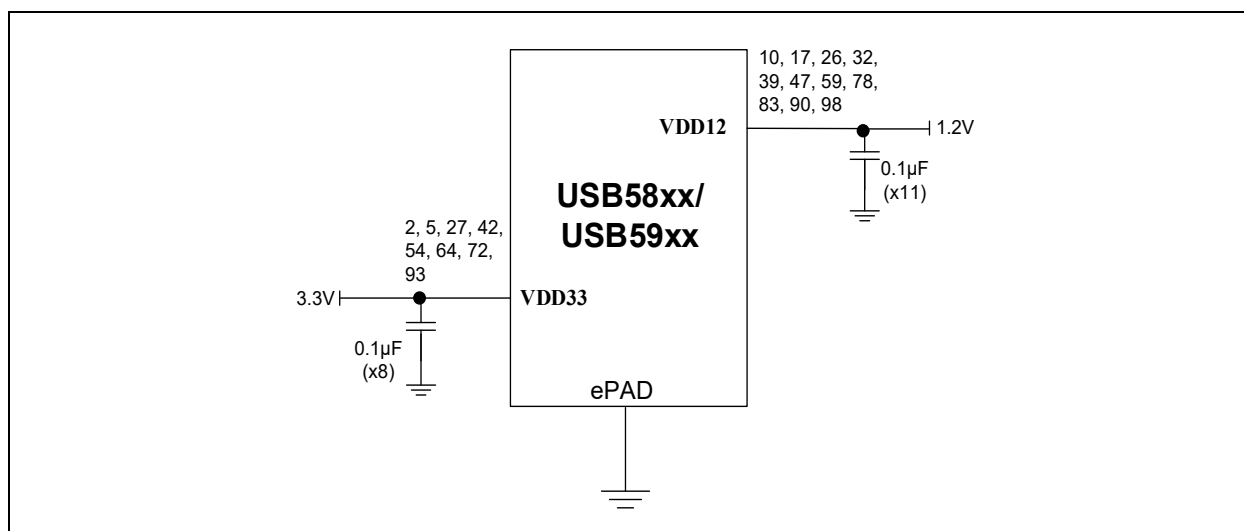 10, 17, 26, 32,
39, 47, 59, 78,
83, 90, 98
VDD12
1.2V
0.1µF
(x11)
USB58xx/
USB59xx
2, 5, 27, 42,
54, 64, 72,
93
3.3V
VDD33
0.1µF
(x8)
ePAD